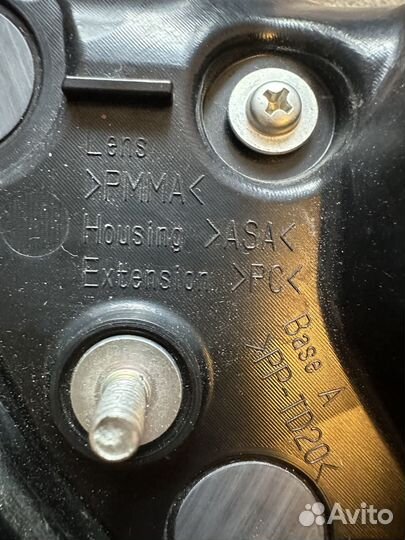 Lens
>PMMA<
Housing >ASA<
Extension >PC<
Base A
>PP-TD20<
Avito